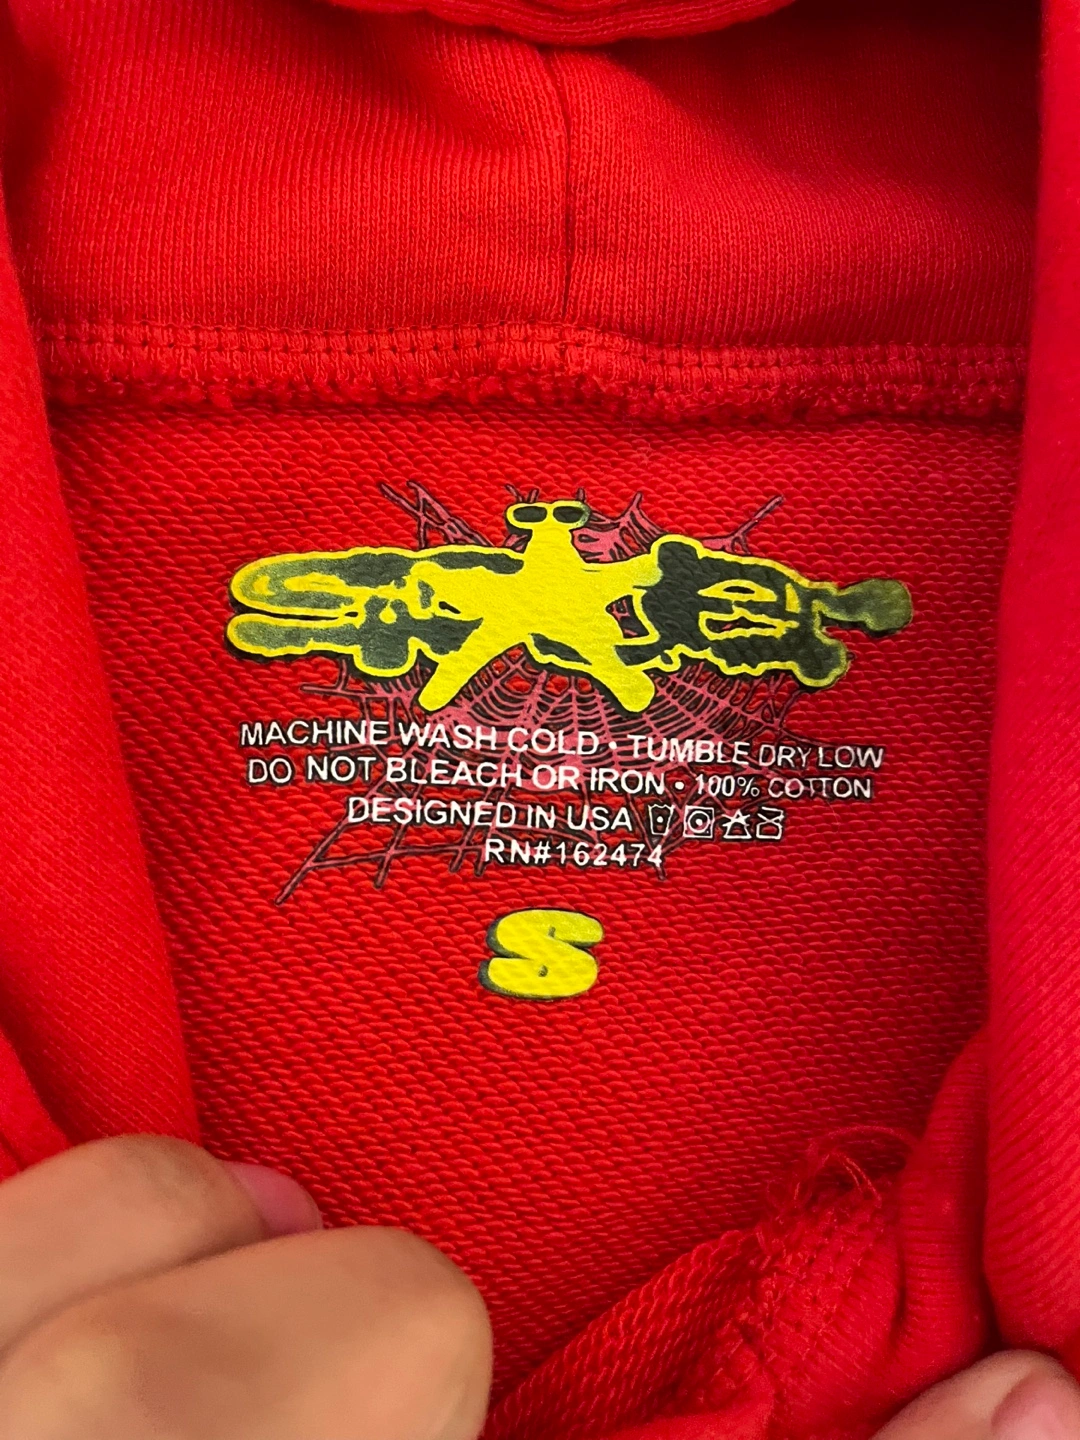 MACHINE WASH COLD • TUMBLE DRY LOW
DO NOT BLEACH OR IRON • 100% COTTON
DESIGNED IN USA
RN#162474
S